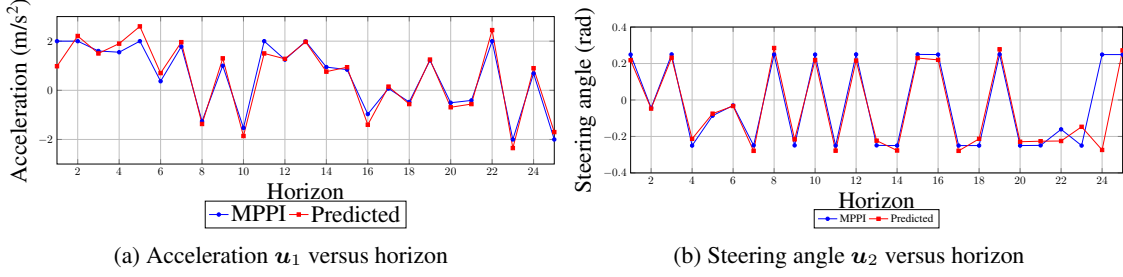 Acceleration (m/s²)
2
0
−2
2 4 6 8 10 12 14 16 18 20 22 24
Horizon
MPPI Predicted
(a) Acceleration u₁ versus horizon
Steering angle (rad)
0.4
0.2
0
−0.2
−0.4
2 4 6 8 10 12 14 16 18 20 22 24
Horizon
MPPI Predicted
(b) Steering angle u₂ versus horizon